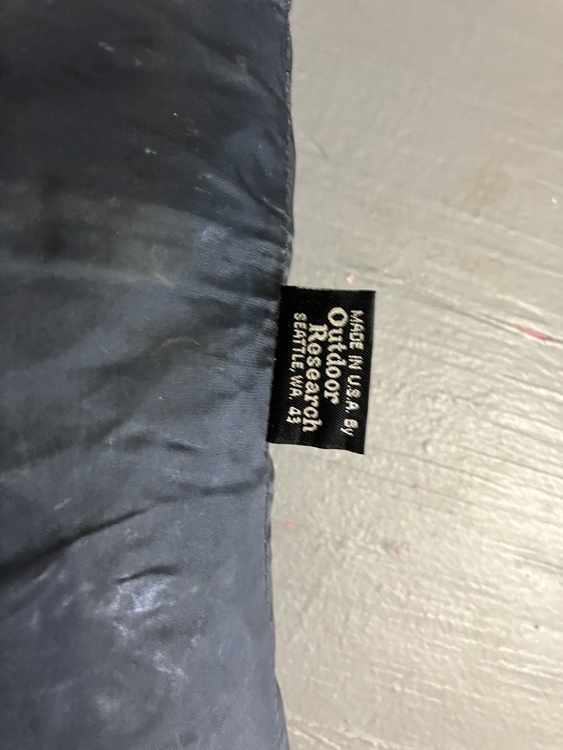 MADE IN U.S.A. By
Outdoor
Research
SEATTLE, WA. 43